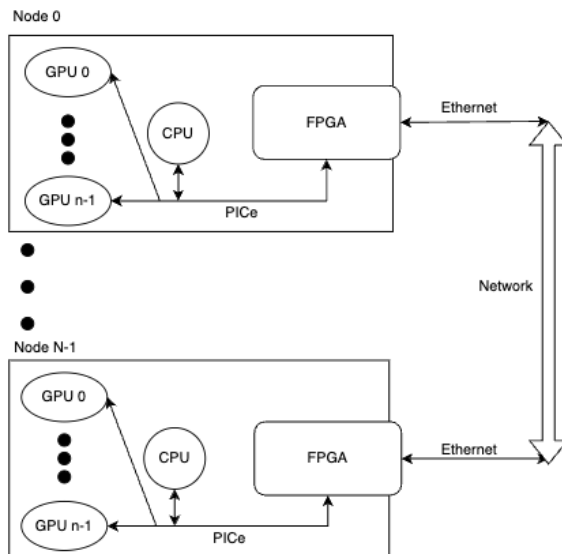 Node 0
GPU 0
CPU
FPGA
Ethernet
GPU n-1
PICe
Network
Node N-1
GPU 0
CPU
FPGA
Ethernet
GPU n-1
PICe